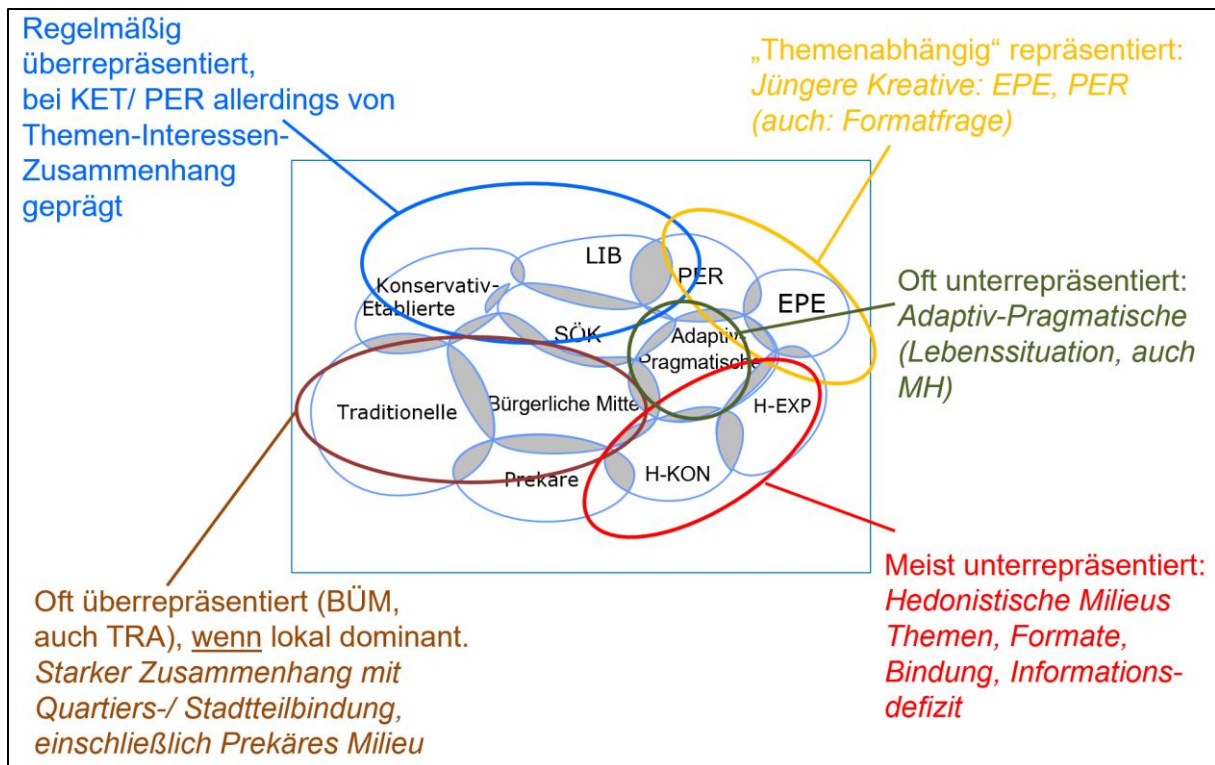 Regelmäßig
überrepräsentiert,
bei KET/ PER allerdings von
Themen-Interessen-
Zusammenhang
geprägt
„Themenabhängig“ repräsentiert:
Jüngere Kreative: EPE, PER
(auch: Formatfrage)
LIB
PER
EPE
Konservativ-
Etablierte
SÖK
Adaptiv-
Pragmatische
Traditionelle
Bürgerliche Mitte
H-EXP
Prekäre
H-KON
Oft unterrepräsentiert:
Adaptiv-Pragmatische
(Lebenssituation, auch
MH)
Oft überrepräsentiert (BÜM,
auch TRA), wenn lokal dominant.
Starker Zusammenhang mit
Quartiers-/ Stadtteilbindung,
einschließlich Prekäres Milieu
Meist unterrepräsentiert:
Hedonistische Milieus
Themen, Formate,
Bindung, Informations-
defizit